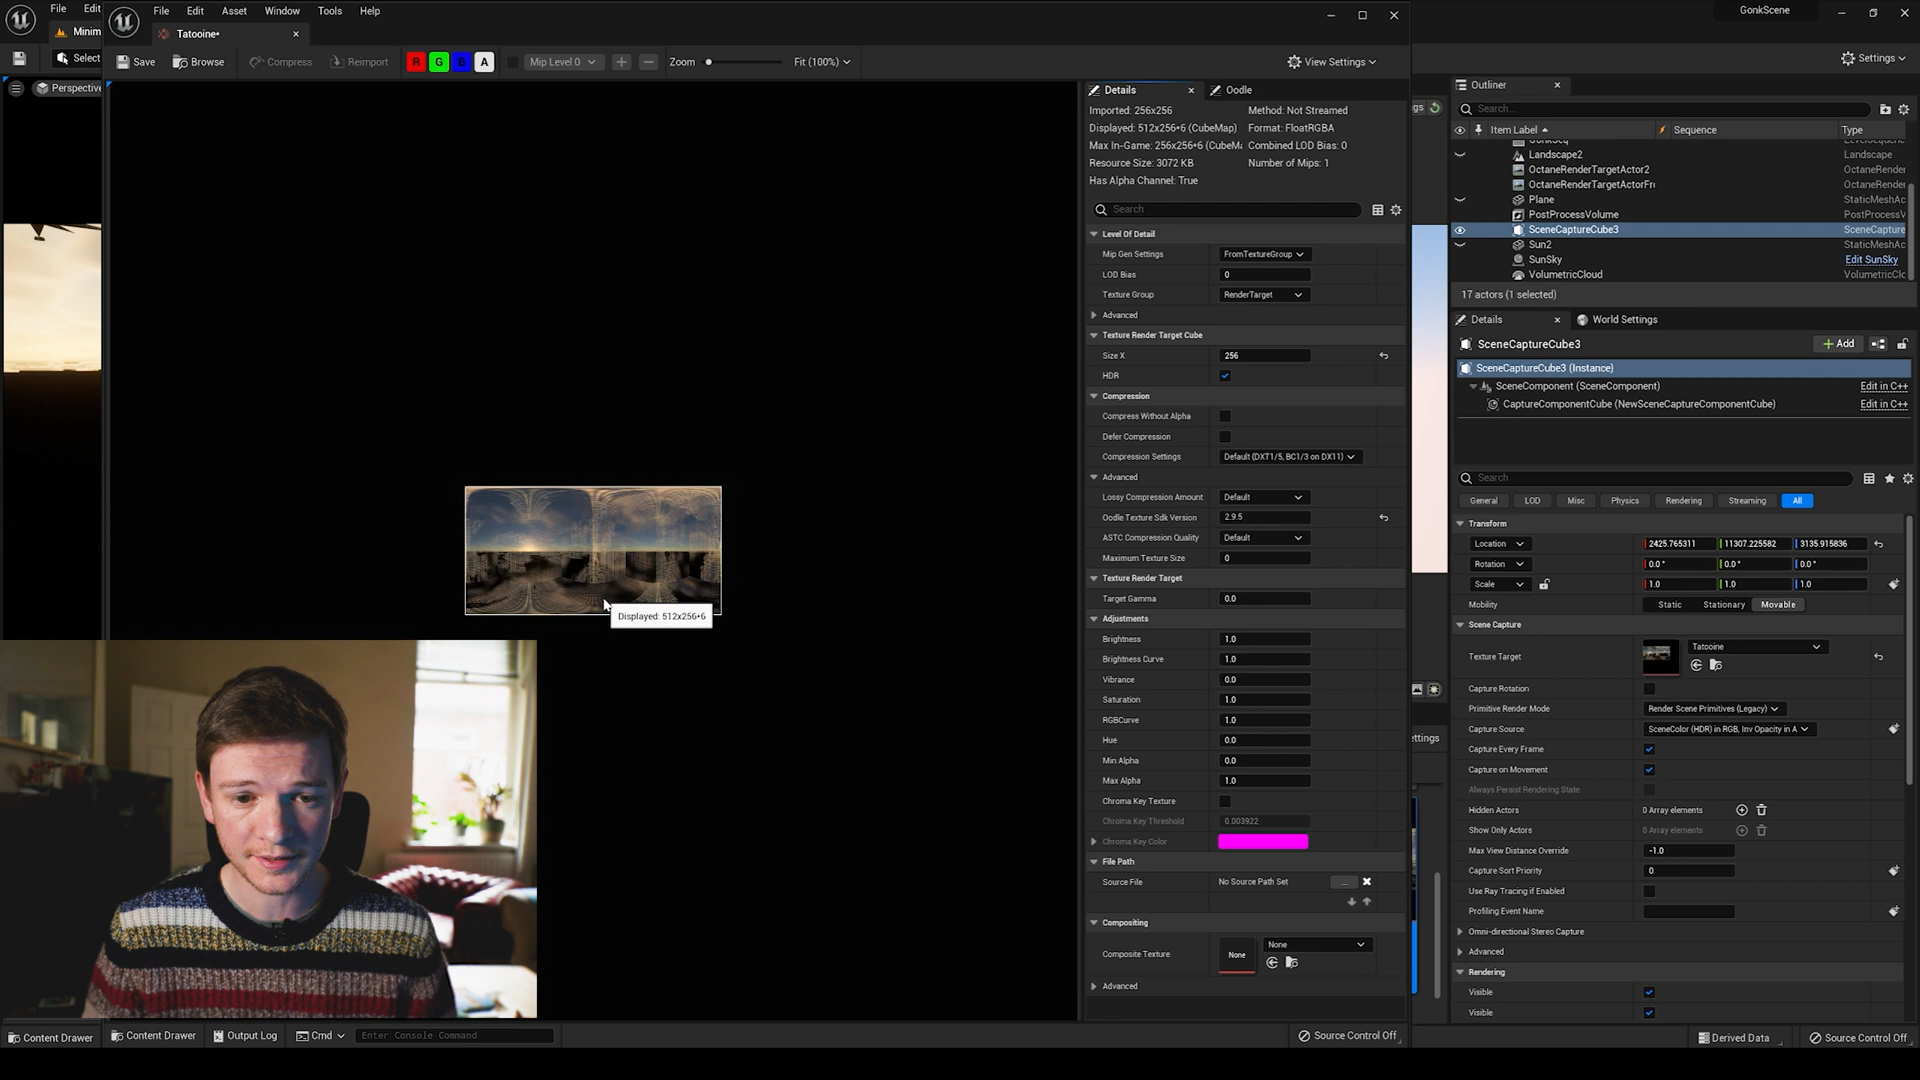 File Edit
File Edit Asset Window Tools Help
GonkScene
Minim
Tatooine•
Select
Save Browse Compress Reimport R G B A Mip Level 0 Zoom Fit (100%) View Settings
Settings
Perspective
Details Oodle
Imported: 256x256 Method: Not Streamed
Displayed: 512x256*6 (CubeMap) Format: FloatRGBA
Max In-Game: 256x256*6 (CubeMa Combined LOD Bias: 0
Resource Size: 3072 KB Number of Mips: 1
Has Alpha Channel: True
Search
Level Of Detail
Mip Gen Settings FromTextureGroup
LOD Bias 0
Texture Group RenderTarget
Advanced
Texture Render Target Cube
Size X 256
HDR
Compression
Compress Without Alpha
Defer Compression
Compression Settings Default (DXT1/5, BC1/3 on DX11)
Advanced
Lossy Compression Amount Default
Oodle Texture Sdk Version 2.9.5
ASTC Compression Quality Default
Maximum Texture Size 0
Texture Render Target
Target Gamma 0.0
Adjustments
Brightness 1.0
Brightness Curve 1.0
Vibrance 0.0
Saturation 1.0
RGBCurve 1.0
Hue 0.0
Min Alpha 0.0
Max Alpha 1.0
Chroma Key Texture
Chroma Key Threshold 0.003922
Chroma Key Color
File Path
Source File No Source Path Set ...
Compositing
Composite Texture None None
Advanced
Displayed: 512x256*6
gs
ettings
Outliner
Search...
Item Label Sequence Type
GonkSeq LevelSequence
Landscape2 Landscape
OctaneRenderTargetActor2 OctaneRender
OctaneRenderTargetActorFr OctaneRender
Plane StaticMeshAc
PostProcessVolume PostProcessV
SceneCaptureCube3 SceneCapture
Sun2 StaticMeshAc
SunSky Edit SunSky
VolumetricCloud VolumetricClo
17 actors (1 selected)
Details World Settings
SceneCaptureCube3 Add
SceneCaptureCube3 (Instance)
SceneComponent (SceneComponent) Edit in C++
CaptureComponentCube (NewSceneCaptureComponentCube) Edit in C++
Search
General LOD Misc Physics Rendering Streaming All
Transform
Location 2425.765311 11307.225582 3135.915836
Rotation 0.0° 0.0° 0.0°
Scale 1.0 1.0 1.0
Mobility Static Stationary Movable
Scene Capture
Texture Target Tatooine
Capture Rotation
Primitive Render Mode Render Scene Primitives (Legacy)
Capture Source SceneColor (HDR) in RGB, Inv Opacity in A
Capture Every Frame
Capture on Movement
Always Persist Rendering State
Hidden Actors 0 Array elements
Show Only Actors 0 Array elements
Max View Distance Override -1.0
Capture Sort Priority 0
Use Ray Tracing if Enabled
Profiling Event Name
Omni-directional Stereo Capture
Advanced
Rendering
Visible
Visible
Content Drawer Content Drawer Output Log Cmd Enter Console Command Source Control Off
Derived Data Source Control Off